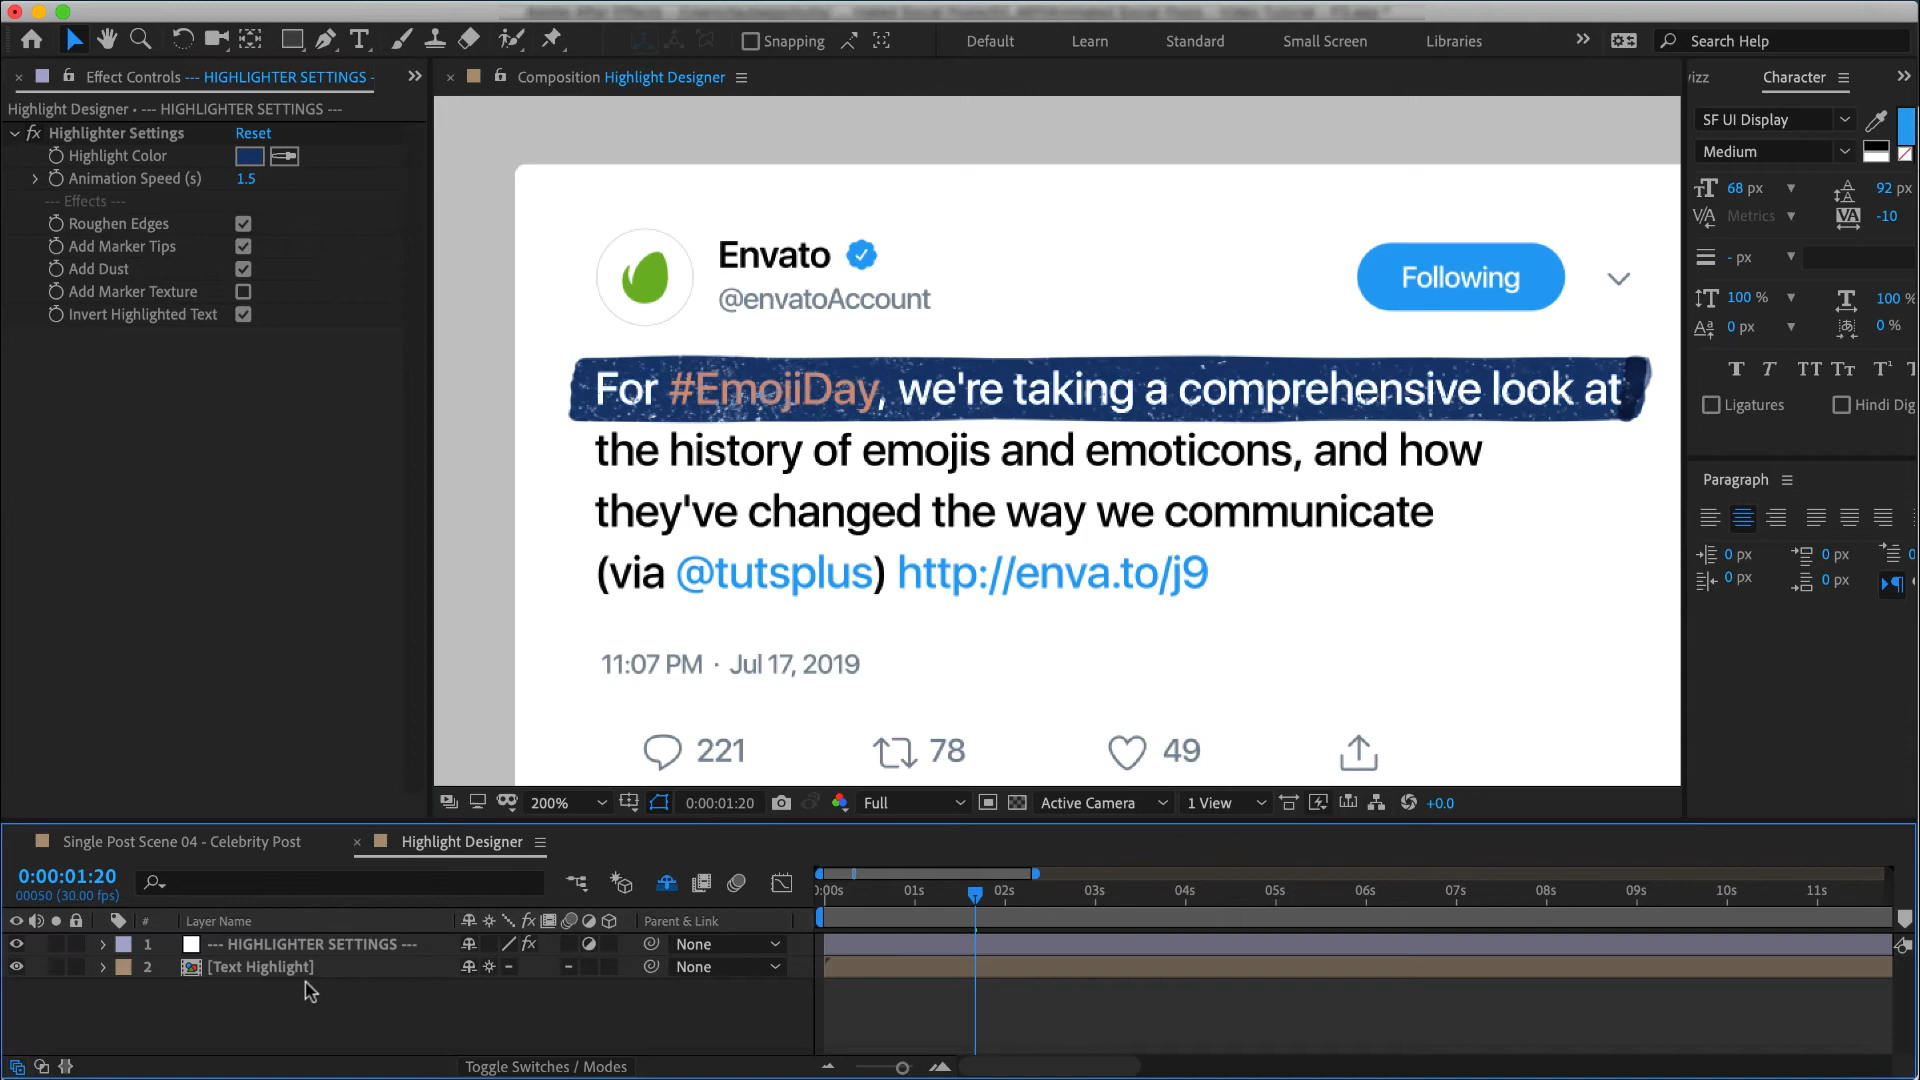 Snapping
Default
Learn
Standard
Small Screen
Libraries
Search Help
Effect Controls --- HIGHLIGHTER SETTINGS -
Composition Highlight Designer
vizz
Character
Highlight Designer • --- HIGHLIGHTER SETTINGS ---
fx Highlighter Settings
Reset
Highlight Color
Animation Speed (s)
1.5
--- Effects ---
Roughen Edges
Add Marker Tips
Add Dust
Add Marker Texture
Invert Highlighted Text
Envato
@envatoAccount
Following
For #EmojiDay, we're taking a comprehensive look at
the history of emojis and emoticons, and how
they've changed the way we communicate
(via @tutsplus) http://enva.to/j9
11:07 PM · Jul 17, 2019
221
78
49
SF UI Display
Medium
68 px
92 px
Metrics
-10
- px
100 %
100 %
0 px
0 %
Ligatures
Hindi Dig
Paragraph
0 px
0 px
0
0 px
0 px
200%
0:00:01:20
Full
Active Camera
1 View
+0.0
Single Post Scene 04 - Celebrity Post
Highlight Designer
0:00:01:20
00050 (30.00 fps)
):00s
01s
02s
03s
04s
05s
06s
07s
08s
09s
10s
11s
#
Layer Name
fx
Parent & Link
1
--- HIGHLIGHTER SETTINGS ---
fx
None
2
[Text Highlight]
None
Toggle Switches / Modes